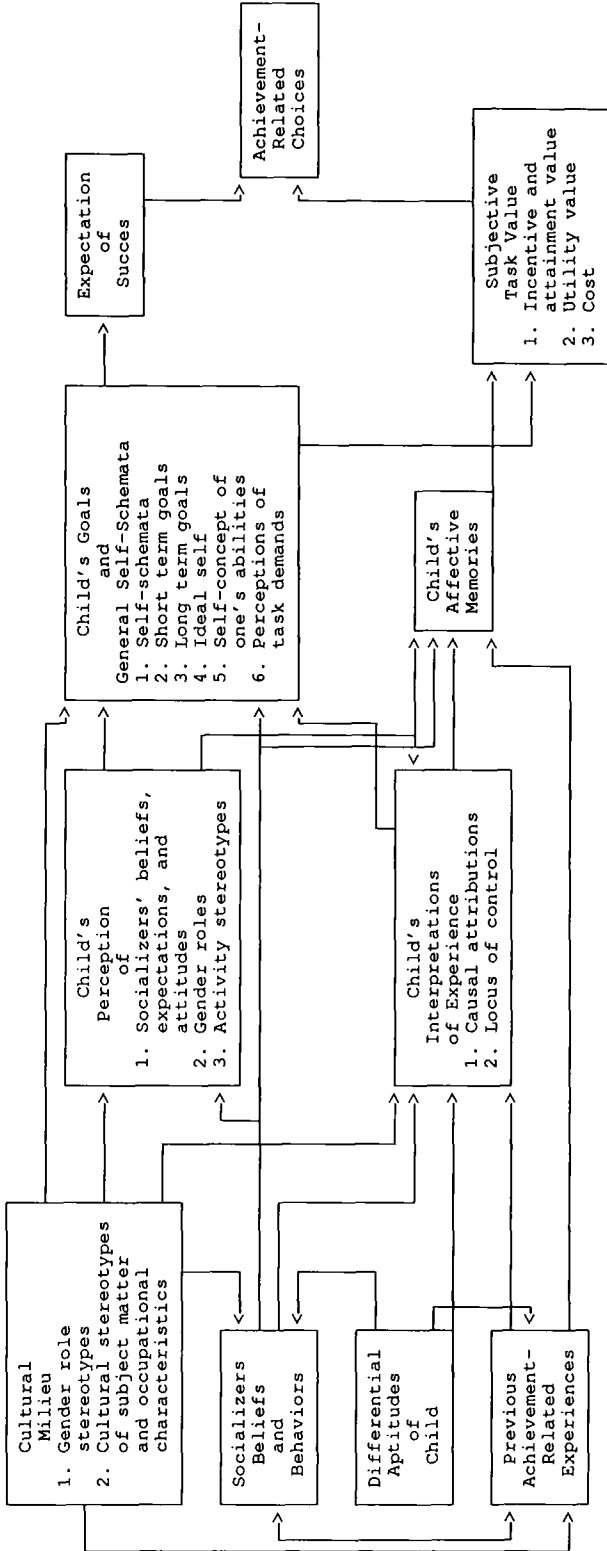 Cultural
Milieu
1. Gender role
stereotypes
2. Cultural stereotypes
of subject matter
and occupational
characteristics
Socializers
Beliefs
and
Behaviors
Differential
Aptitudes
of
Child
Previous
Achievement-
Related
Experiences
Child's
Perception
of
1. Socializers' beliefs,
expectations, and
attitudes
2. Gender roles
3. Activity stereotypes
Child's
Interpretations
of Experience
1. Causal attributions
2. Locus of control
Child's Goals
and
General Self-Schemata
1. Self-schemata
2. Short term goals
3. Long term goals
4. Ideal self
5. Self-concept of
one's abilities
6. Perceptions of
task demands
Child's
Affective
Memories
Expectation
of
Succes
Subjective
Task Value
1. Incentive and
attainment value
2. Utility value
3. Cost
Achievement-
Related
Choices